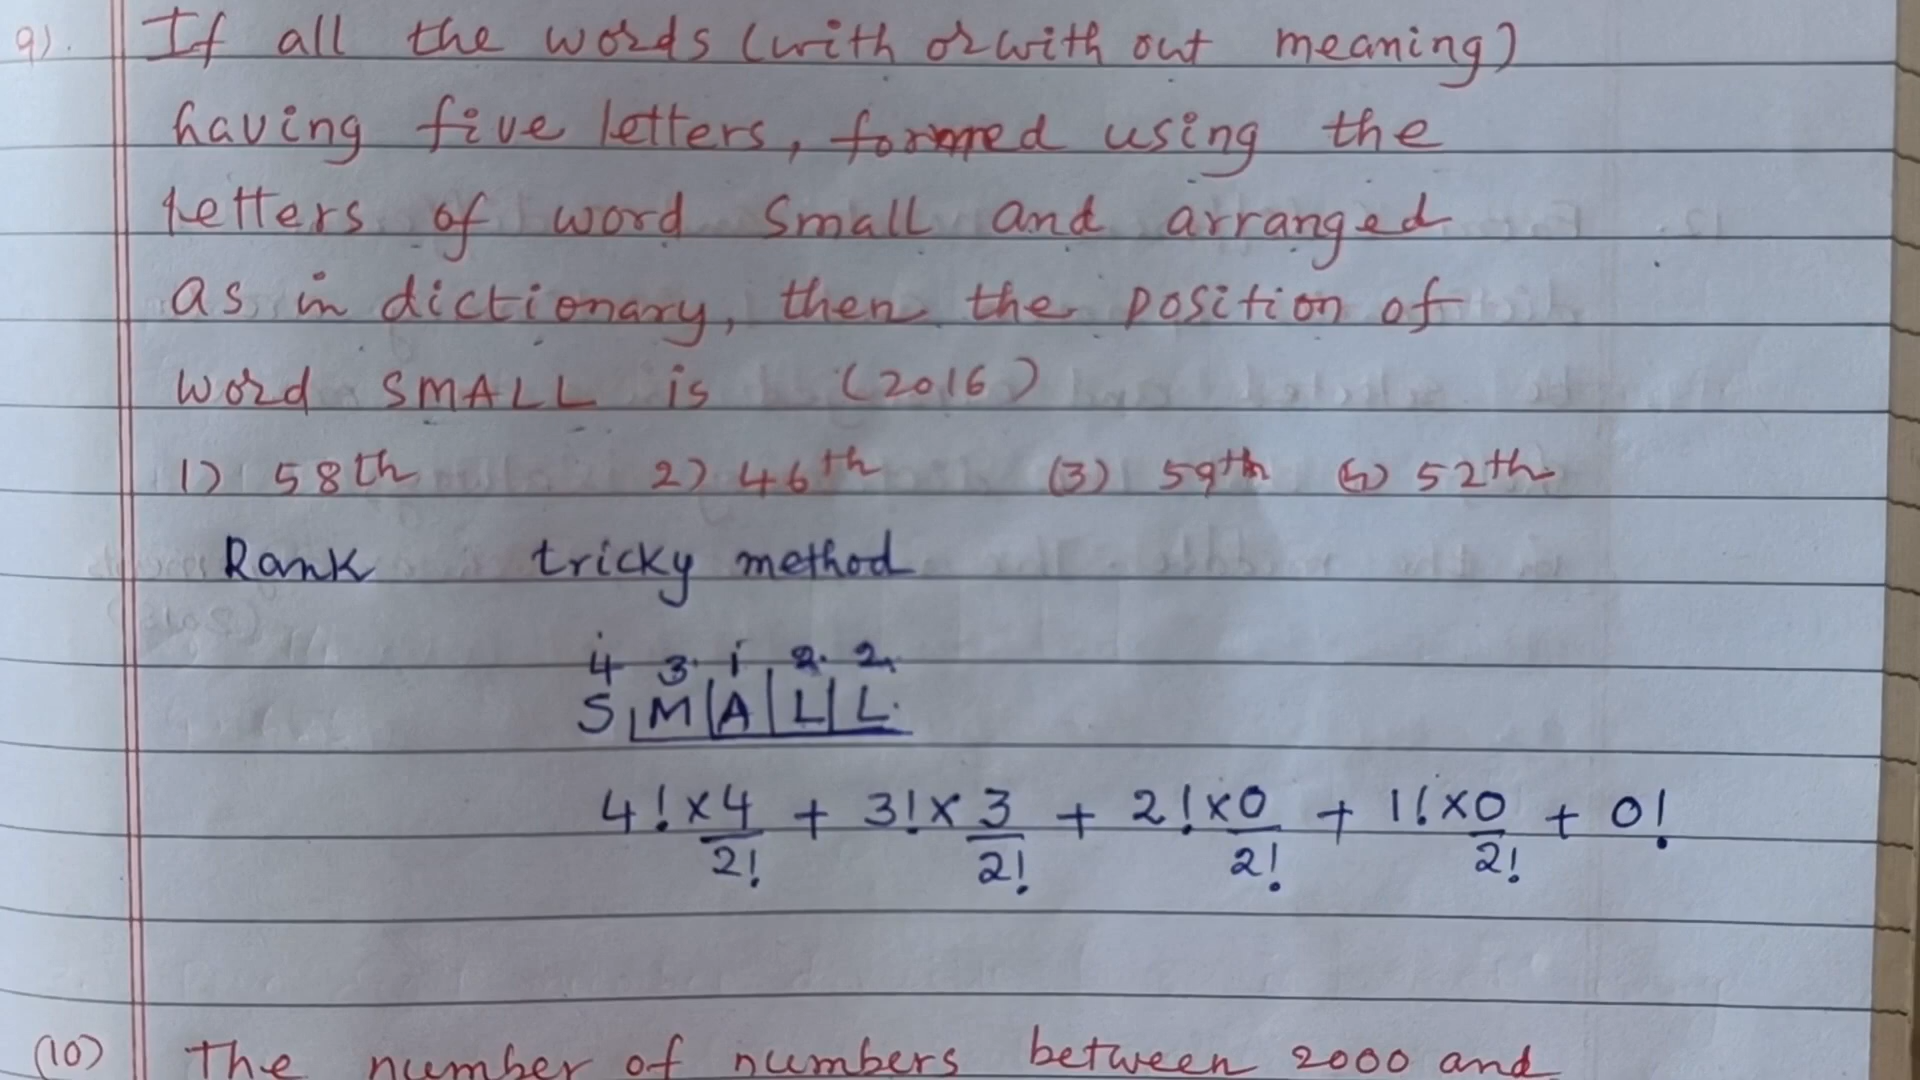 9). If all the words (with or with out meaning)
having five letters, formed using the
letters of word small and arranged
as in dictionary, then the position of
word SMALL is (2016)
1) 58th 2) 46th (3) 59th (4) 52th
Rank tricky method
4 3 1 2 2
S M A L L
4! × 4/2! + 3! × 3/2! + 2! × 0/2! + 1! × 0/2! + 0!
(10) The number of numbers between 2000 and